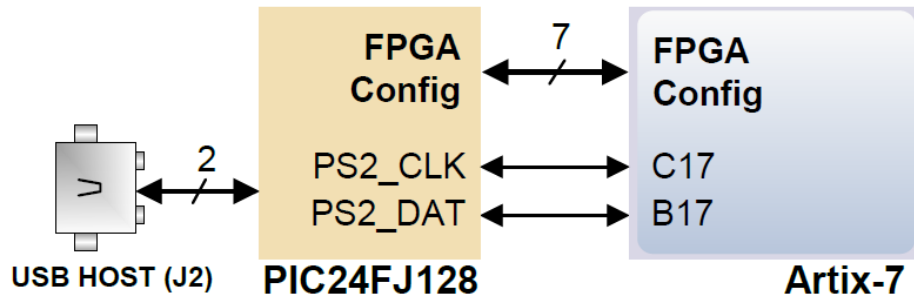 FPGA
Config
7
FPGA
Config
2
PS2_CLK
C17
PS2_DAT
B17
USB HOST (J2)
PIC24FJ128
Artix-7